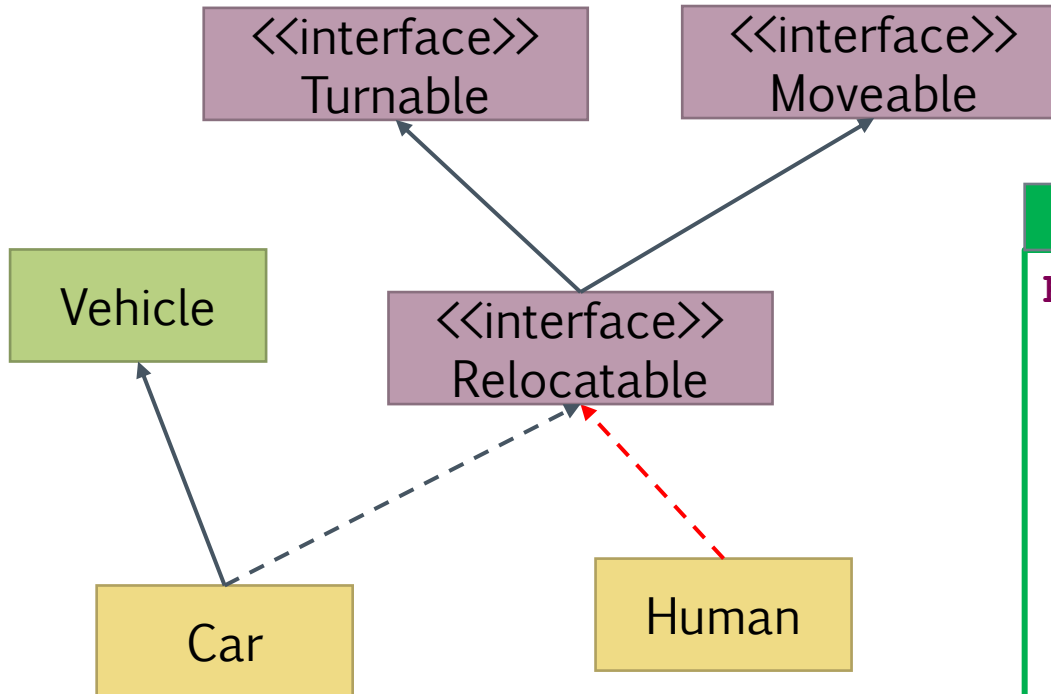 <<interface>>
Turnable
<<interface>>
Moveable
Vehicle
<<interface>>
Relocatable
Car
Human